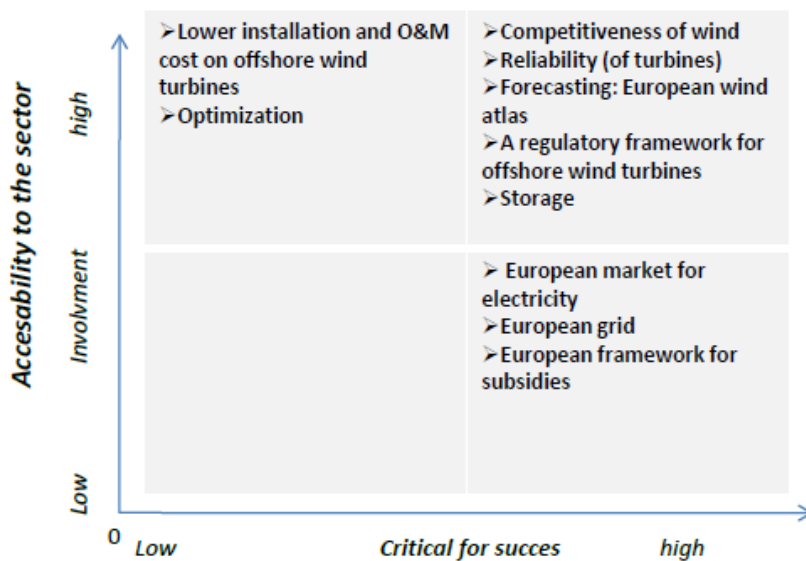 Accesability to the sector
high
Involvment
Low
➢Lower installation and O&M
cost on offshore wind
turbines
➢Optimization
➢Competitiveness of wind
➢Reliability (of turbines)
➢Forecasting: European wind
atlas
➢A regulatory framework for
offshore wind turbines
➢Storage
➢ European market for
electricity
➢European grid
➢European framework for
subsidies
0
Low
Critical for succes
high